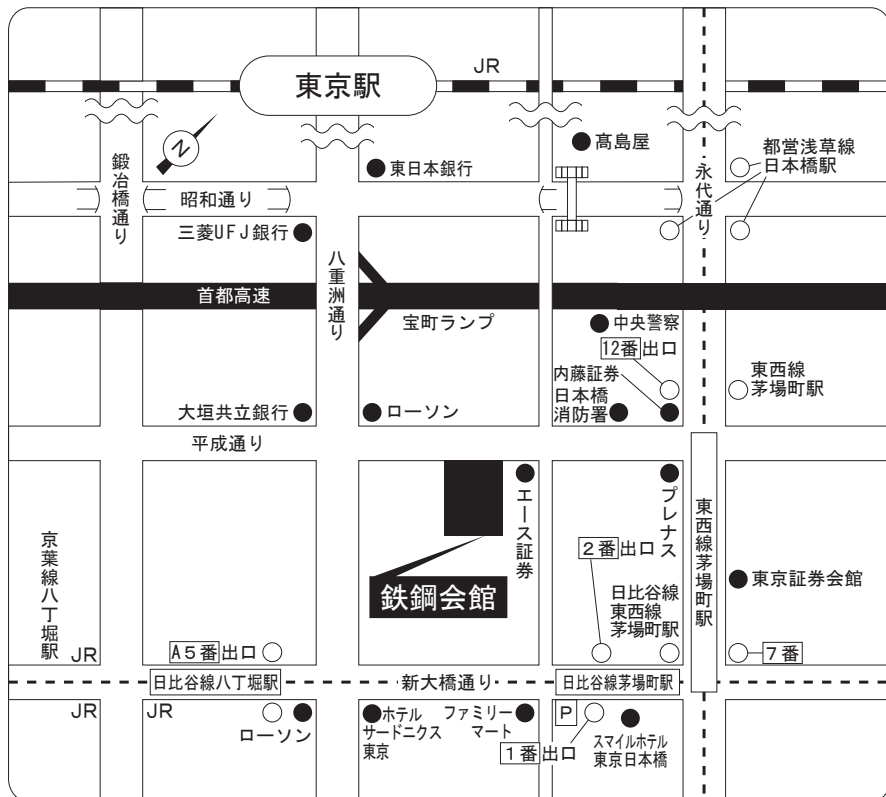 JR
東京駅
N
髙島屋
都営浅草線
日本橋駅
東日本銀行
鍛冶橋通り
昭和通り
永代通り
三菱UFJ銀行
八重洲通り
首都高速
宝町ランプ
中央警察
12番出口
内藤証券
東西線
茅場町駅
大垣共立銀行
ローソン
日本橋
消防署
平成通り
エース証券
プレナス
東西線茅場町駅
京葉線八丁堀駅
2番出口
東京証券会館
鉄鋼会館
日比谷線
東西線
茅場町駅
JR
A5番出口
7番
日比谷線八丁堀駅
新大橋通り
日比谷線茅場町駅
JR
JR
ローソン
ホテル
サードニクス
東京
ファミリー
マート
P
1番出口
スマイルホテル
東京日本橋